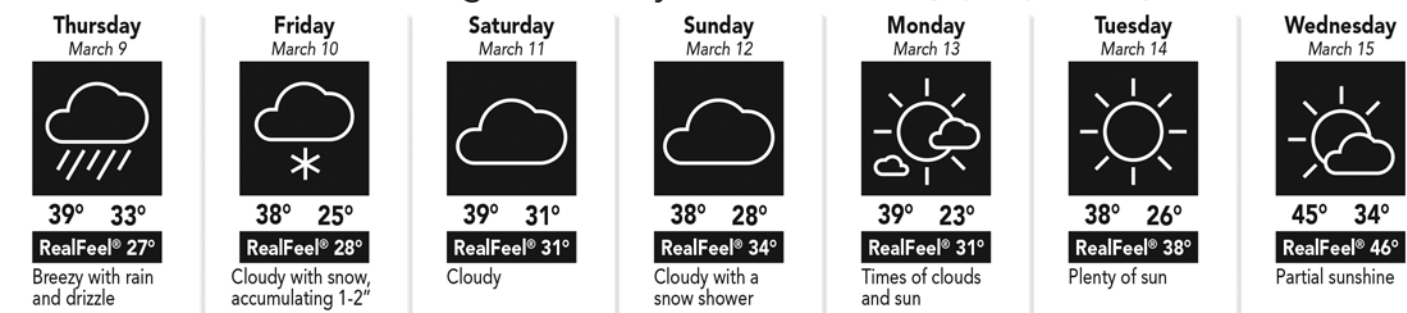 Thursday
March 9
39° 33°
RealFeel® 27°
Breezy with rain
and drizzle
Friday
March 10
38° 25°
RealFeel® 28°
Cloudy with snow,
accumulating 1-2”
Saturday
March 11
39° 31°
RealFeel® 31°
Cloudy
Sunday
March 12
38° 28°
RealFeel® 34°
Cloudy with a
snow shower
Monday
March 13
39° 23°
RealFeel® 31°
Times of clouds
and sun
Tuesday
March 14
38° 26°
RealFeel® 38°
Plenty of sun
Wednesday
March 15
45° 34°
RealFeel® 46°
Partial sunshine